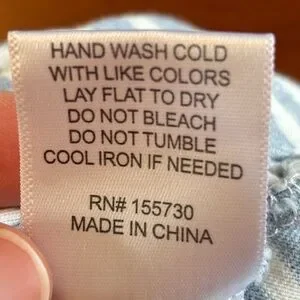 HAND WASH COLD
WITH LIKE COLORS
LAY FLAT TO DRY
DO NOT BLEACH
DO NOT TUMBLE
COOL IRON IF NEEDED
RN# 155730
MADE IN CHINA